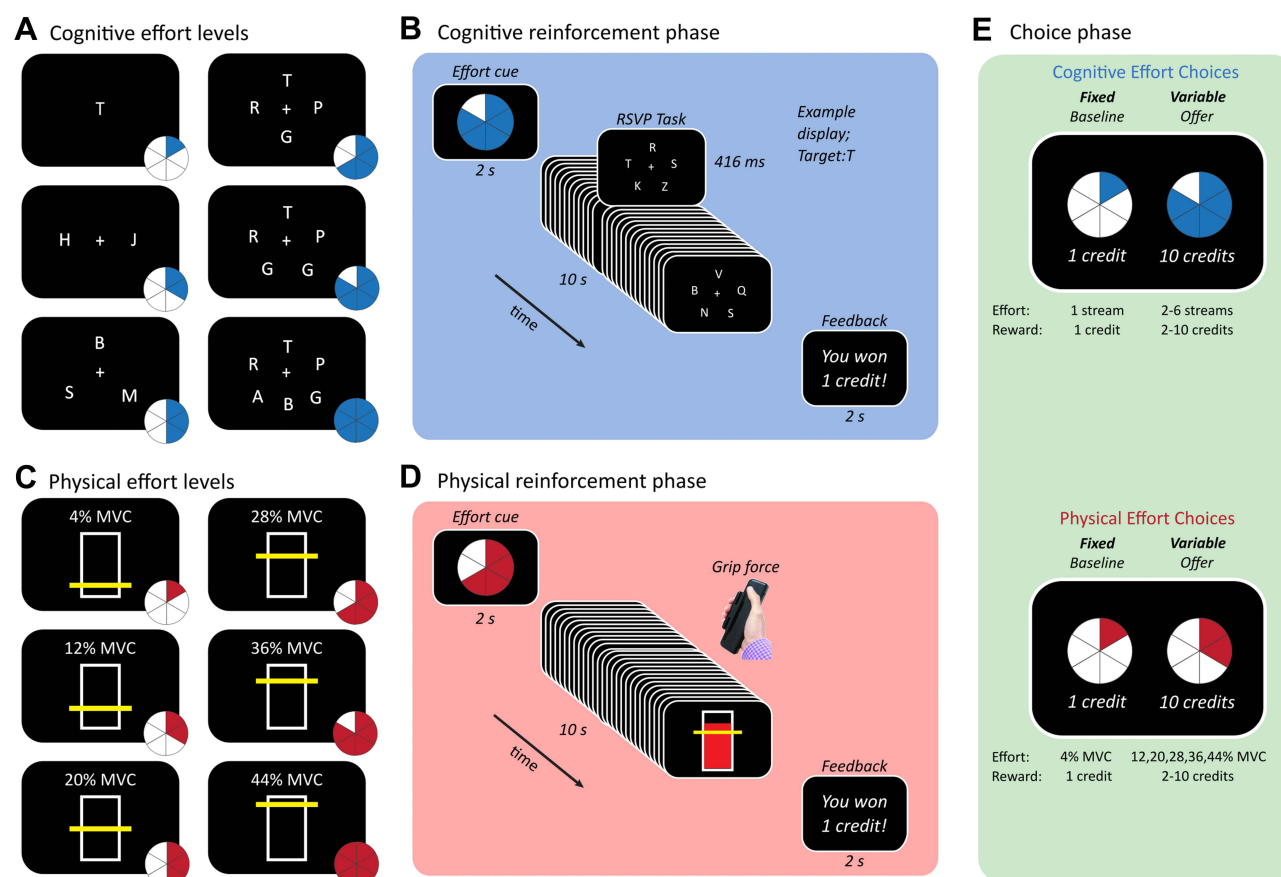 A Cognitive effort levels
T
T
R + P
G
H + J
T
R + P
G G
B
+
S M
T
R + P
A B G
B Cognitive reinforcement phase
Effort cue
2 s
RSVP Task
R
T + S
K Z
416 ms
Example
display;
Target:T
10 s
time
V
B + Q
N S
Feedback
You won
1 credit!
2 s
C Physical effort levels
4% MVC
28% MVC
12% MVC
36% MVC
20% MVC
44% MVC
D Physical reinforcement phase
Effort cue
2 s
Grip force
10 s
time
Feedback
You won
1 credit!
2 s
E Choice phase
Cognitive Effort Choices
Fixed Variable
Baseline Offer
1 credit 10 credits
Effort: 1 stream 2-6 streams
Reward: 1 credit 2-10 credits
Physical Effort Choices
Fixed Variable
Baseline Offer
1 credit 10 credits
Effort: 4% MVC 12,20,28,36,44% MVC
Reward: 1 credit 2-10 credits